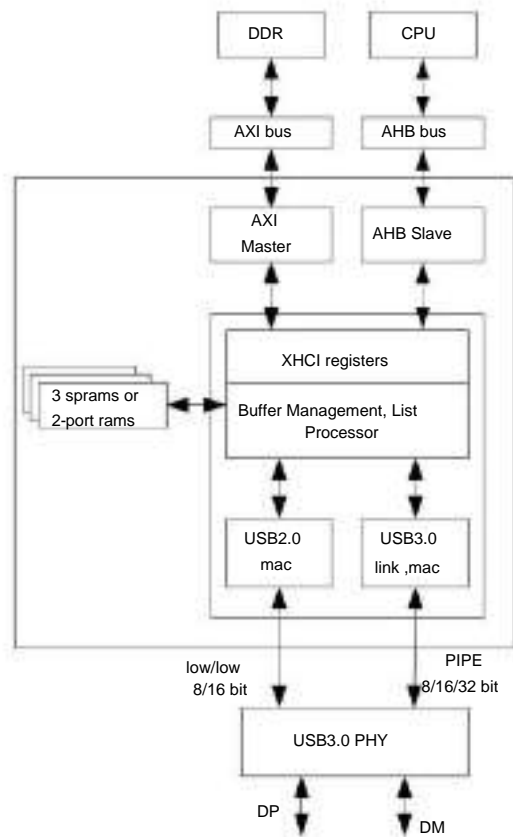 DDR
CPU
AXI bus
AHB bus
AXI
Master
AHB Slave
XHCI registers
3 sprams or
2-port rams
Buffer Management, List
Processor
USB2.0
mac
USB3.0
link ,mac
low/low
8/16 bit
PIPE
8/16/32 bit
USB3.0 PHY
DP
DM